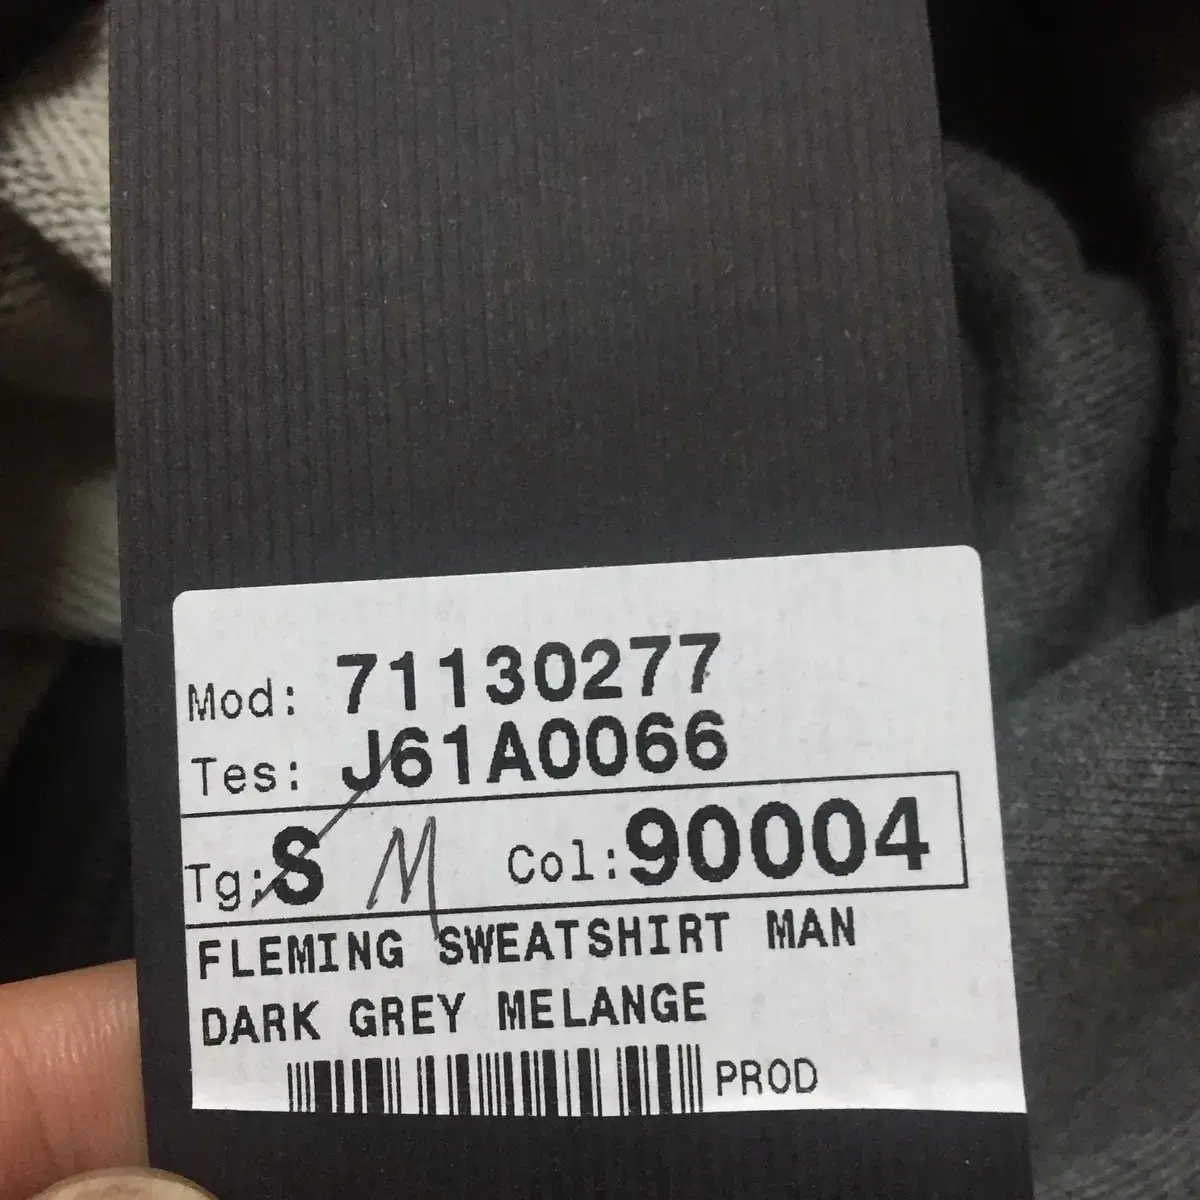 Mod: 71130277
Tes: J61A0066
Tg: S M Col: 90004
FLEMING SWEATSHIRT MAN
DARK GREY MELANGE
PROD